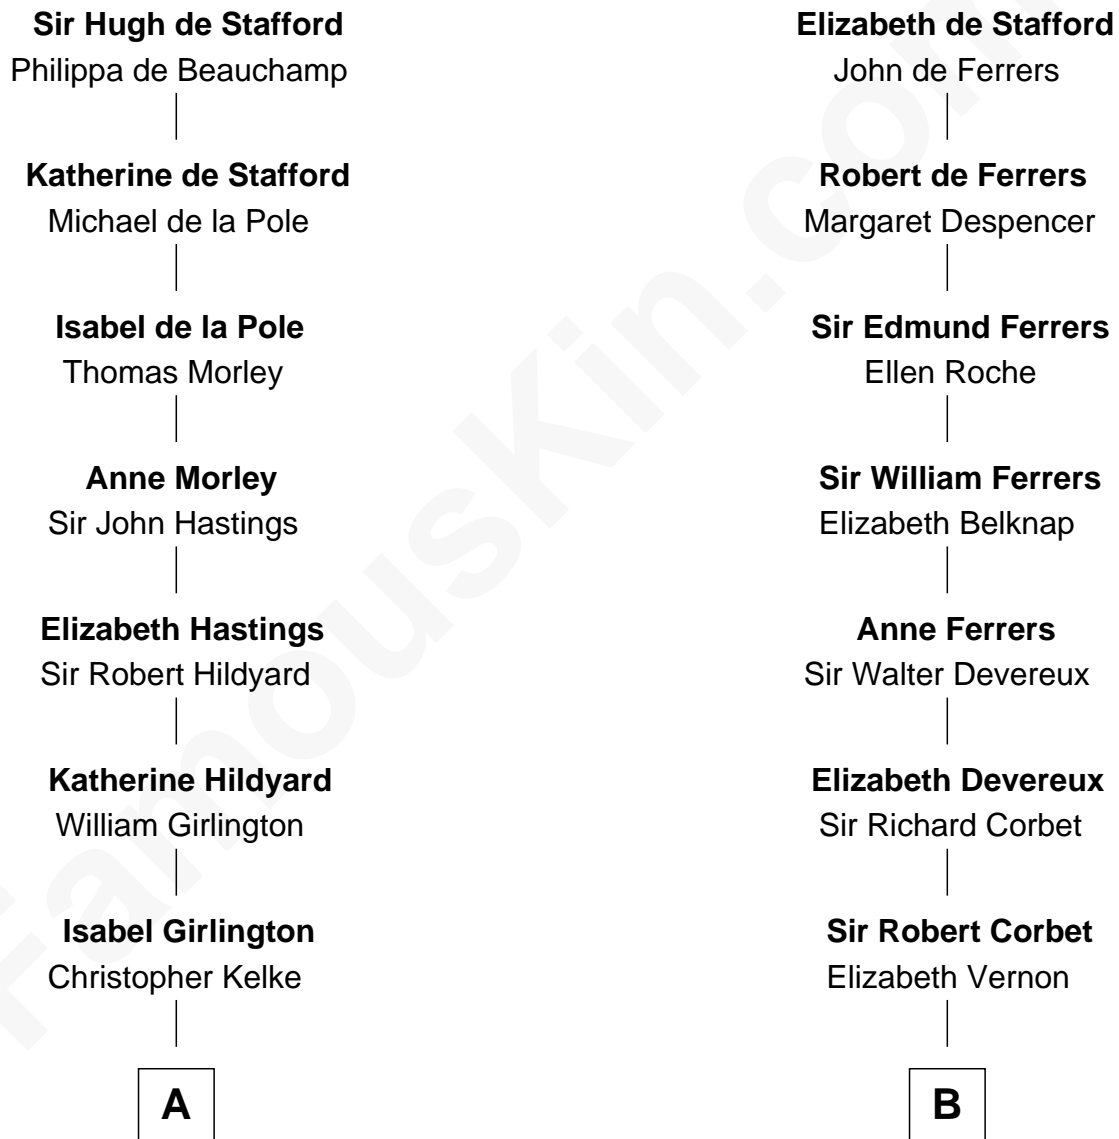 Sir Hugh de Stafford
Philippa de Beauchamp
Katherine de Stafford
Michael de la Pole
Isabel de la Pole
Thomas Morley
Anne Morley
Sir John Hastings
Elizabeth Hastings
Sir Robert Hildyard
Katherine Hildyard
William Girlington
Isabel Girlington
Christopher Kelke
A
Elizabeth de Stafford
John de Ferrers
Robert de Ferrers
Margaret Despencer
Sir Edmund Ferrers
Ellen Roche
Sir William Ferrers
Elizabeth Belknap
Anne Ferrers
Sir Walter Devereux
Elizabeth Devereux
Sir Richard Corbet
Sir Robert Corbet
Elizabeth Vernon
B
FamousKin.com